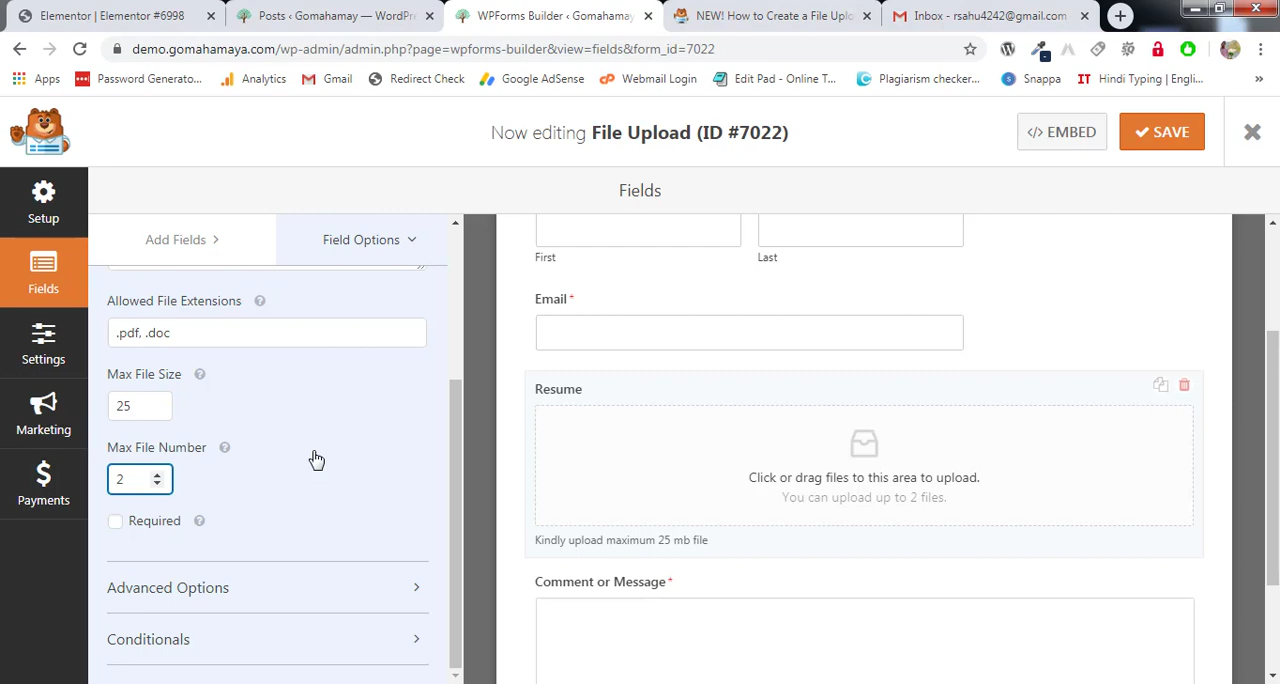 Elementor | Elementor #6998
Posts ‹ Gomahamay — WordPre
WPForms Builder ‹ Gomahamay
NEW! How to Create a File Uplo
Inbox - rsahu4242@gmail.com
demo.gomahamaya.com/wp-admin/admin.php?page=wpforms-builder&view=fields&form_id=7022
Apps
Password Generato...
Analytics
Gmail
Redirect Check
Google AdSense
Webmail Login
Edit Pad - Online T...
Plagiarism checker...
Snappa
Hindi Typing | Engli...
»
Now editing File Upload (ID #7022)
</> EMBED
SAVE
Fields
Setup
Fields
Settings
Marketing
Payments
Add Fields
Field Options
Allowed File Extensions
.pdf, .doc
Max File Size
25
Max File Number
2
Required
Advanced Options
Conditionals
First
Last
Email *
Resume
Click or drag files to this area to upload.
You can upload up to 2 files.
Kindly upload maximum 25 mb file
Comment or Message *